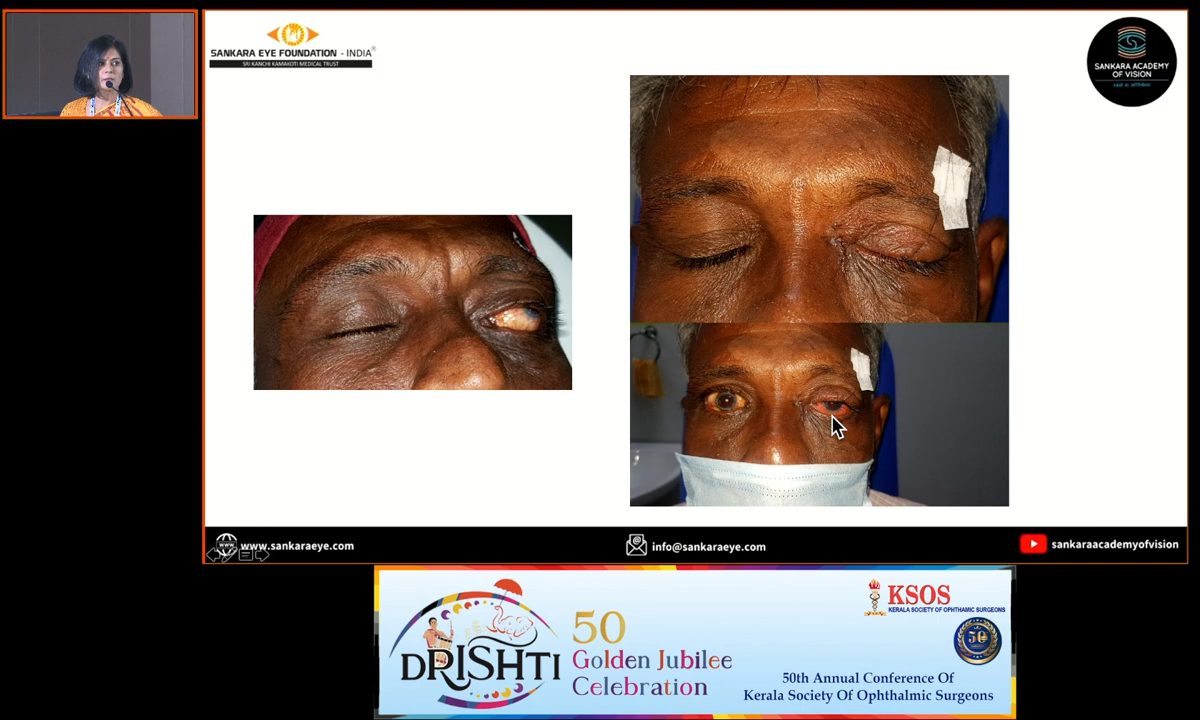 SANKARA EYE FOUNDATION - INDIA®
SRI KANCHI KAMAKOTI MEDICAL TRUST
SANKARA ACADEMY
OF VISION
www.sankaraeye.com
info@sankaraeye.com
sankaraacademyofvision
DRISHTI
50
Golden Jubilee
Celebration
KSOS
KERALA SOCIETY OF OPHTHAMIC SURGEONS
50
50th Annual Conference Of
Kerala Society Of Ophthalmic Surgeons